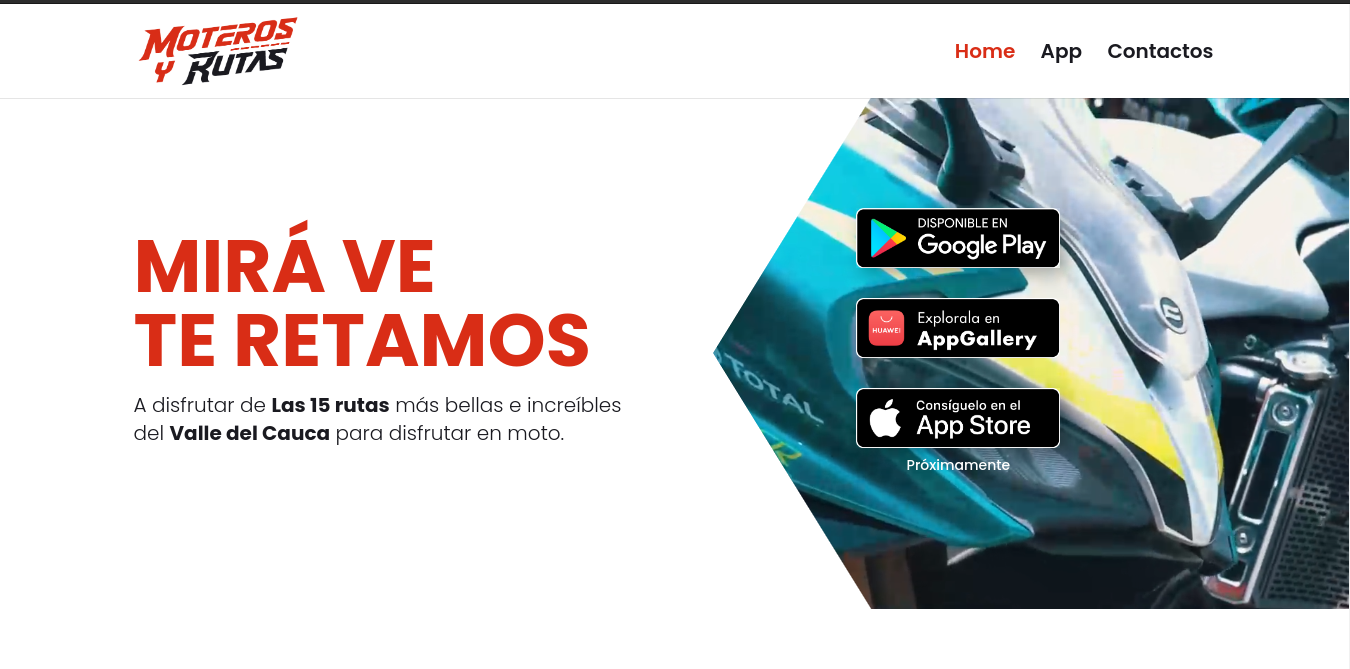 MOTEROS
Y RUTAS
Home App Contactos
MIRÁ VE
TE RETAMOS
A disfrutar de Las 15 rutas más bellas e increíbles
del Valle del Cauca para disfrutar en moto.
DISPONIBLE EN
Google Play
HUAWEI
Explorala en
AppGallery
Consíguelo en el
App Store
Próximamente
TOTAL